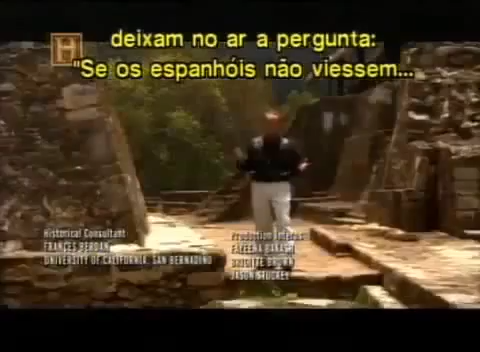 H
deixam no ar a pergunta:
"Se os espanhóis não viessem...
Historical Consultant
FRANCES BERDAN
UNIVERSITY OF CALIFORNIA, SAN BERNADINO
Production Interns
BRIGITTE BROWN
JASON STUCKEY